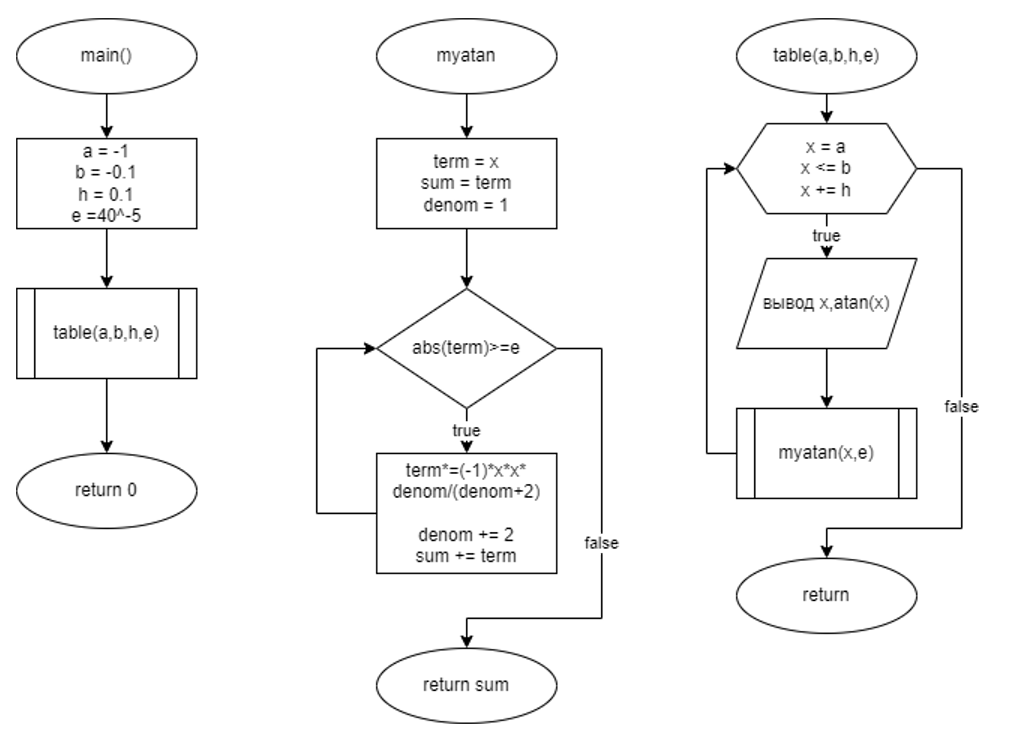 main()
a = -1
b = -0.1
h = 0.1
e =40^-5
table(a,b,h,e)
return 0
myatan
term = x
sum = term
denom = 1
abs(term)>=e
true
term*=(-1)*x*x*
denom/(denom+2)
denom += 2
sum += term
false
return sum
table(a,b,h,e)
x = a
x <= b
x += h
true
вывод x,atan(x)
myatan(x,e)
false
return